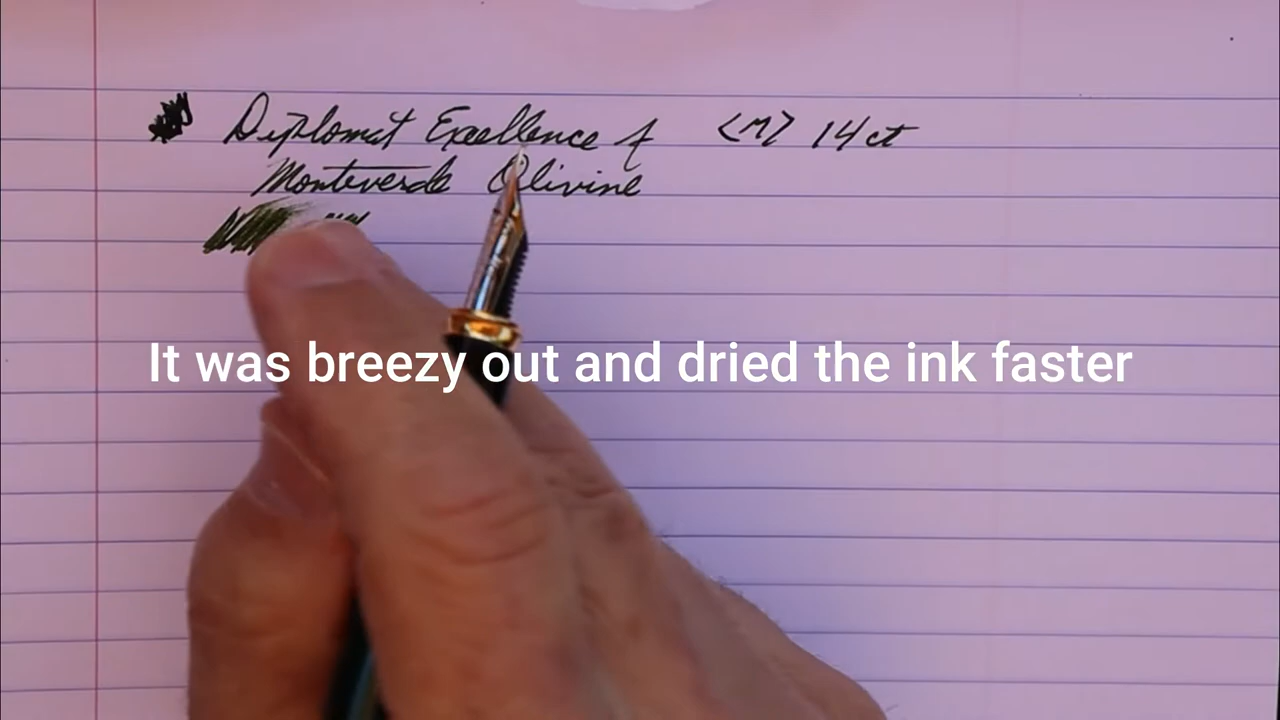 Diplomat Excellence A <M> 14ct
Monteverde Olivine
It was breezy out and dried the ink faster